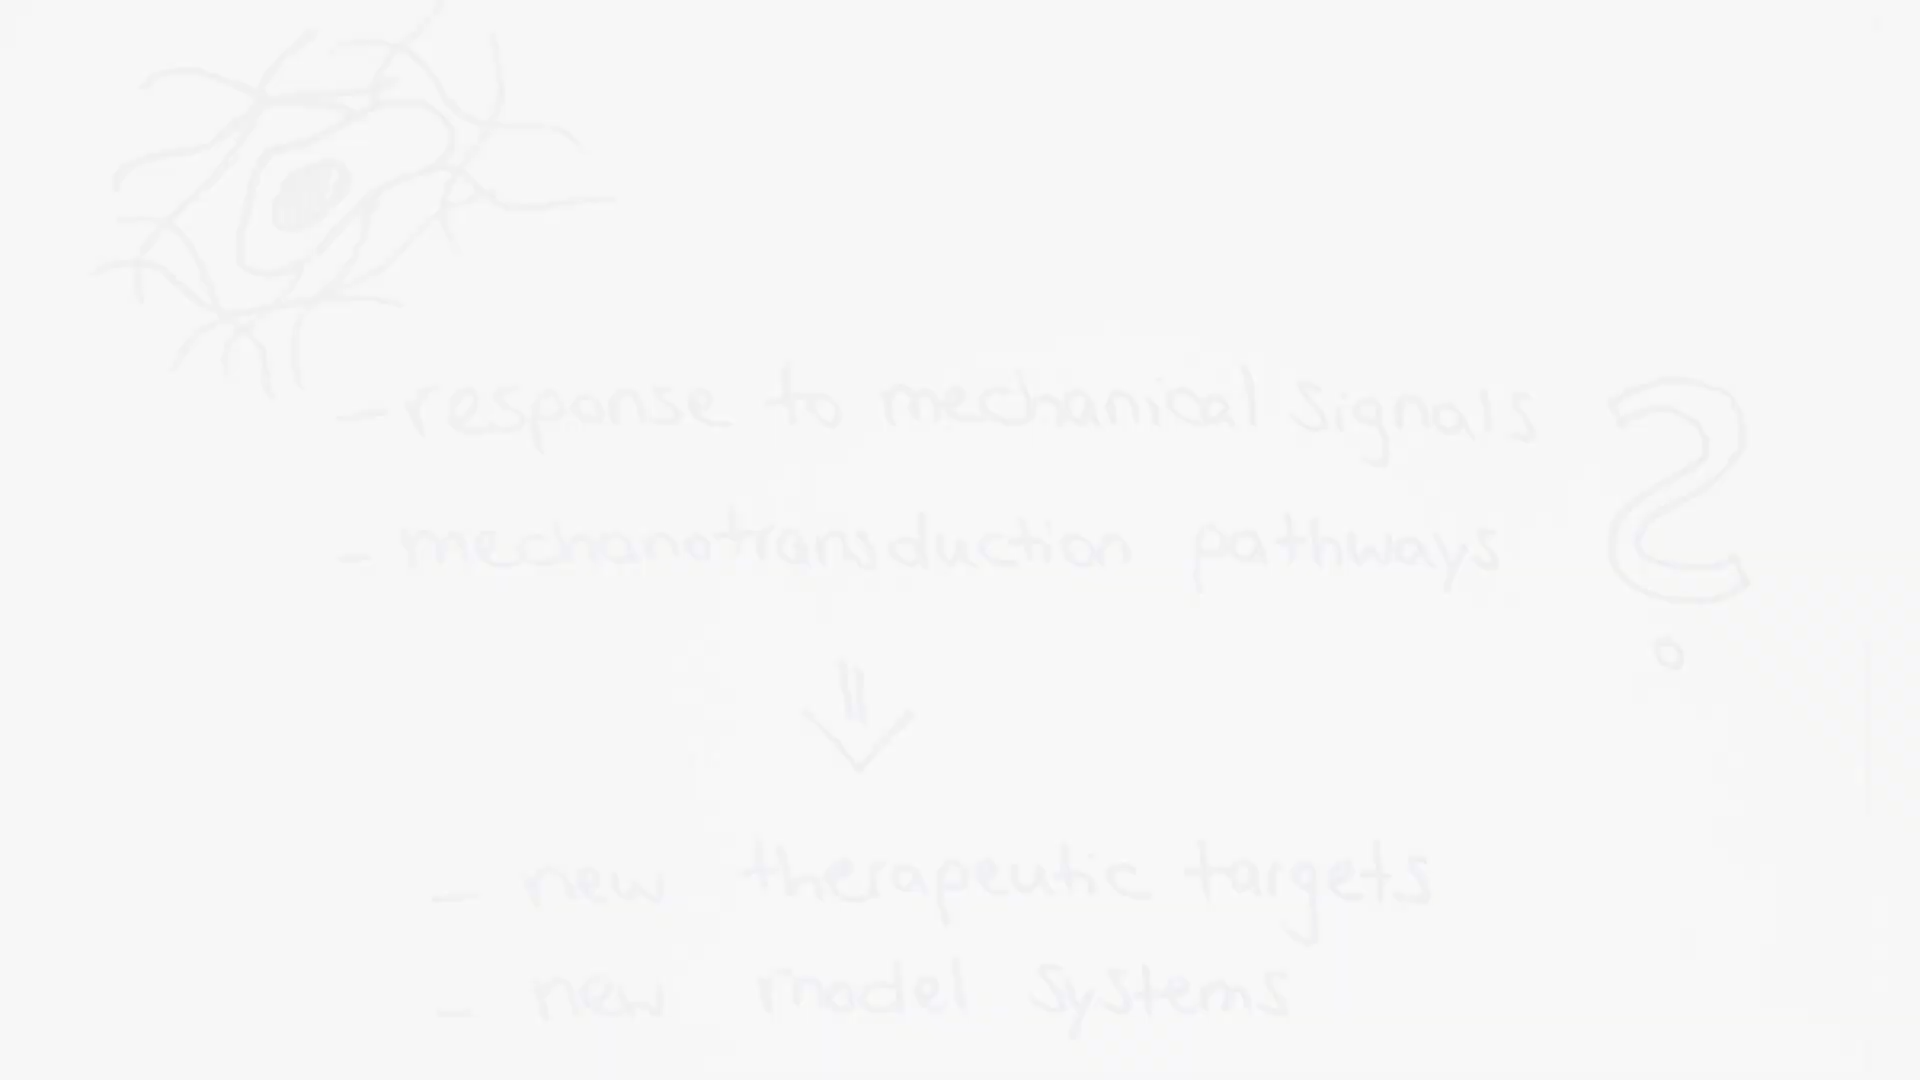 - response to mechanical signals ?
- mechanotransduction pathways
- new therapeutic targets
- new model systems